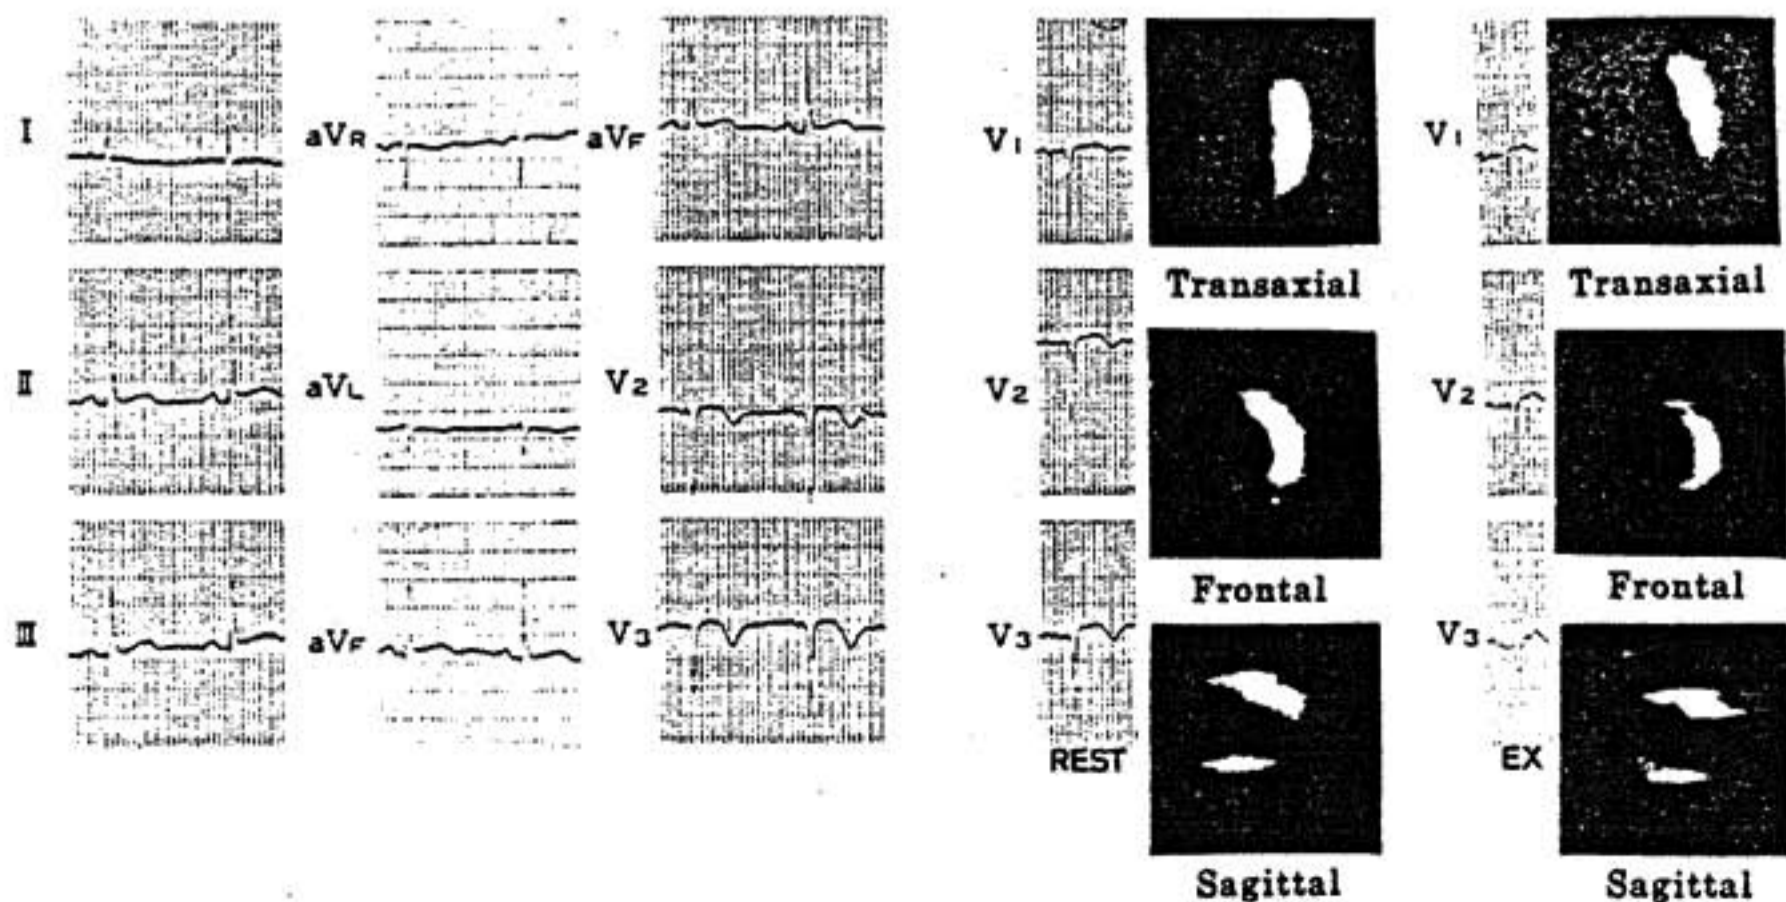 I
II
III
aVR
aVL
aVF
aVF
V2
V3
V1
V2
V3
REST
Transaxial
Frontal
Sagittal
V1
V2
V3
EX
Transaxial
Frontal
Sagittal